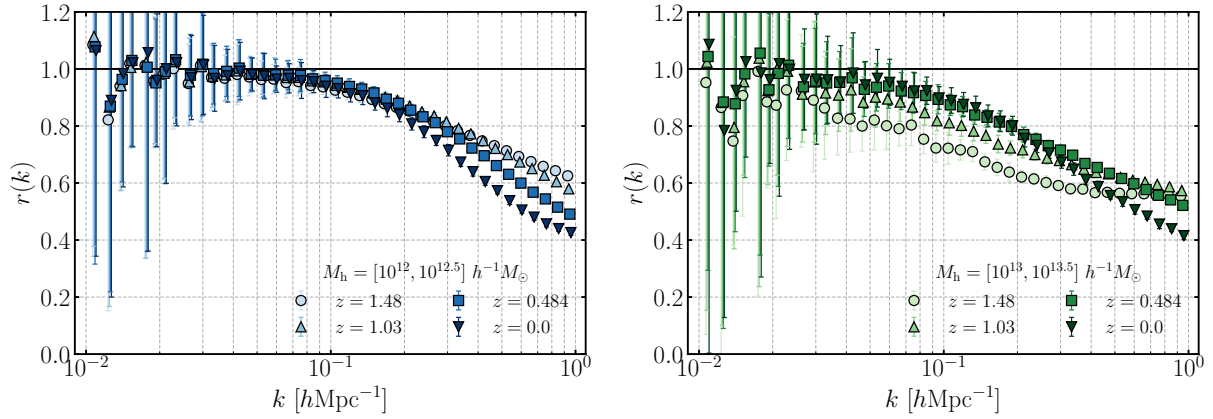 1.2
1.0
0.8
0.6
0.4
0.2
0.0
r(k)
M_h = [10^12, 10^12.5] h^−1 M_⊙
z = 1.48
z = 0.484
z = 1.03
z = 0.0
10^−2
10^−1
10^0
k [hMpc^−1]
1.2
1.0
0.8
0.6
0.4
0.2
0.0
r(k)
M_h = [10^13, 10^13.5] h^−1 M_⊙
z = 1.48
z = 0.484
z = 1.03
z = 0.0
10^−2
10^−1
10^0
k [hMpc^−1]